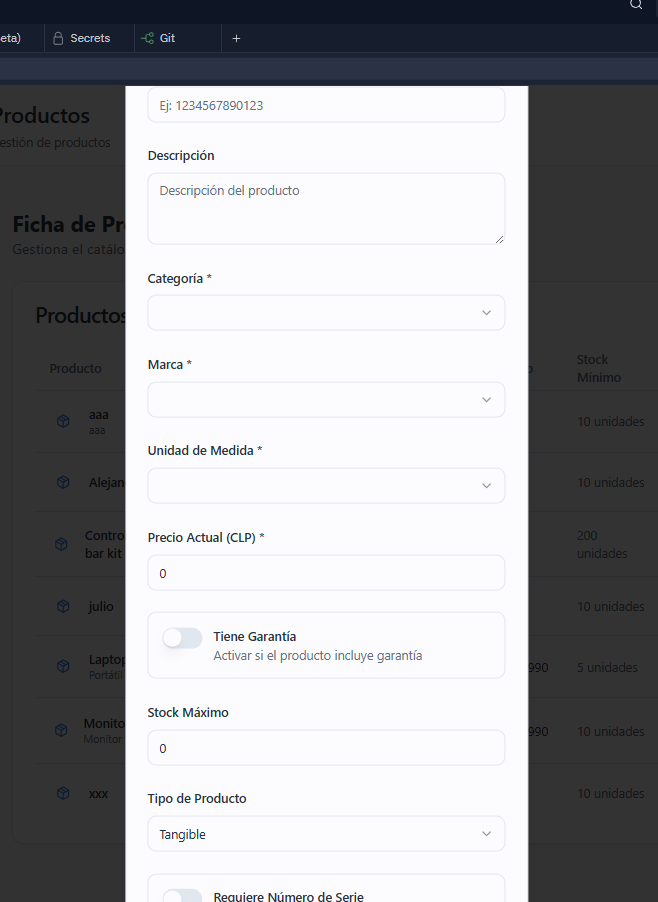 eta)
Secrets
Git
+
Productos
estión de productos
Ficha de Pr
Gestiona el catálo
Productos
Producto
Stock
Mínimo
aaa
aaa
10 unidades
Alejan
10 unidades
Contro
bar kit
200
unidades
julio
10 unidades
Laptop
Portátil
990
5 unidades
Monito
Monitor
990
10 unidades
xxx
10 unidades
Ej: 1234567890123
Descripción
Descripción del producto
Categoría *
Marca *
Unidad de Medida *
Precio Actual (CLP) *
0
Tiene Garantía
Activar si el producto incluye garantía
Stock Máximo
0
Tipo de Producto
Tangible
Requiere Número de Serie